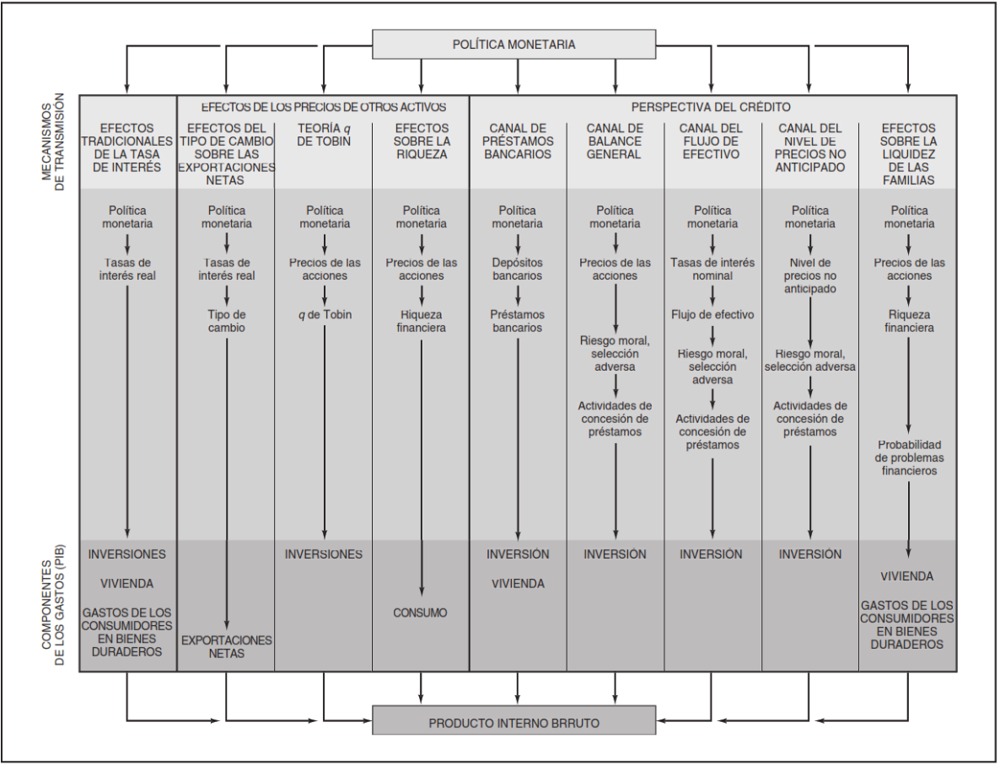 POLÍTICA MONETARIA
MECANISMOS
DE TRANSMISIÓN
EFECTOS DE LOS PRECIOS DE OTROS ACTIVOS
PERSPECTIVA DEL CRÉDITO
EFECTOS
TRADICIONALES
DE LA TASA
DE INTERÉS
EFECTOS DEL
TIPO DE CAMBIO
SOBRE LAS
EXPORTACIONES
NETAS
TEORÍA q
DE TOBIN
EFECTOS
SOBRE LA
RIQUEZA
CANAL DE
PRÉSTAMOS
BANCARIOS
CANAL DE
BALANCE
GENERAL
CANAL DEL
FLUJO DE
EFECTIVO
CANAL DEL
NIVEL DE
PRECIOS NO
ANTICIPADO
EFECTOS
SOBRE LA
LIQUIDEZ
DE LAS
FAMILIAS
Política
monetaria
Tasas de
interés real
Política
monetaria
Tasas de
interés real
Tipo de
cambio
Política
monetaria
Precios de las
acciones
q de Tobin
Política
monetaria
Precios de las
acciones
Riqueza
financiera
Política
monetaria
Depósitos
bancarios
Préstamos
bancarios
Política
monetaria
Precios de las
acciones
Riesgo moral,
selección
adversa
Actividades de
concesión de
préstamos
Política
monetaria
Tasas de interés
nominal
Flujo de efectivo
Riesgo moral,
selección
adversa
Actividades de
concesión de
préstamos
Política
monetaria
Nivel de
precios no
anticipado
Riesgo moral,
selección adversa
Actividades de
concesión de
préstamos
Política
monetaria
Precios de las
acciones
Riqueza
financiera
Probabilidad
de problemas
financieros
COMPONENTES
DE LOS GASTOS (PIB)
INVERSIONES
VIVIENDA
GASTOS DE LOS
CONSUMIDORES
EN BIENES
DURADEROS
EXPORTACIONES
NETAS
INVERSIONES
CONSUMO
INVERSIÓN
VIVIENDA
INVERSIÓN
INVERSIÓN
INVERSIÓN
VIVIENDA
GASTOS DE LOS
CONSUMIDORES
EN BIENES
DURADEROS
PRODUCTO INTERNO BRRUTO